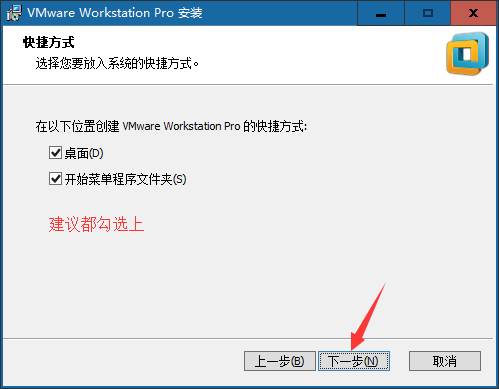 VMware Workstation Pro 安装
快捷方式
选择您要放入系统的快捷方式。
在以下位置创建 VMware Workstation Pro 的快捷方式:
桌面(D)
开始菜单程序文件夹(S)
建议都勾选上
上一步(B) 下一步(N) 取消